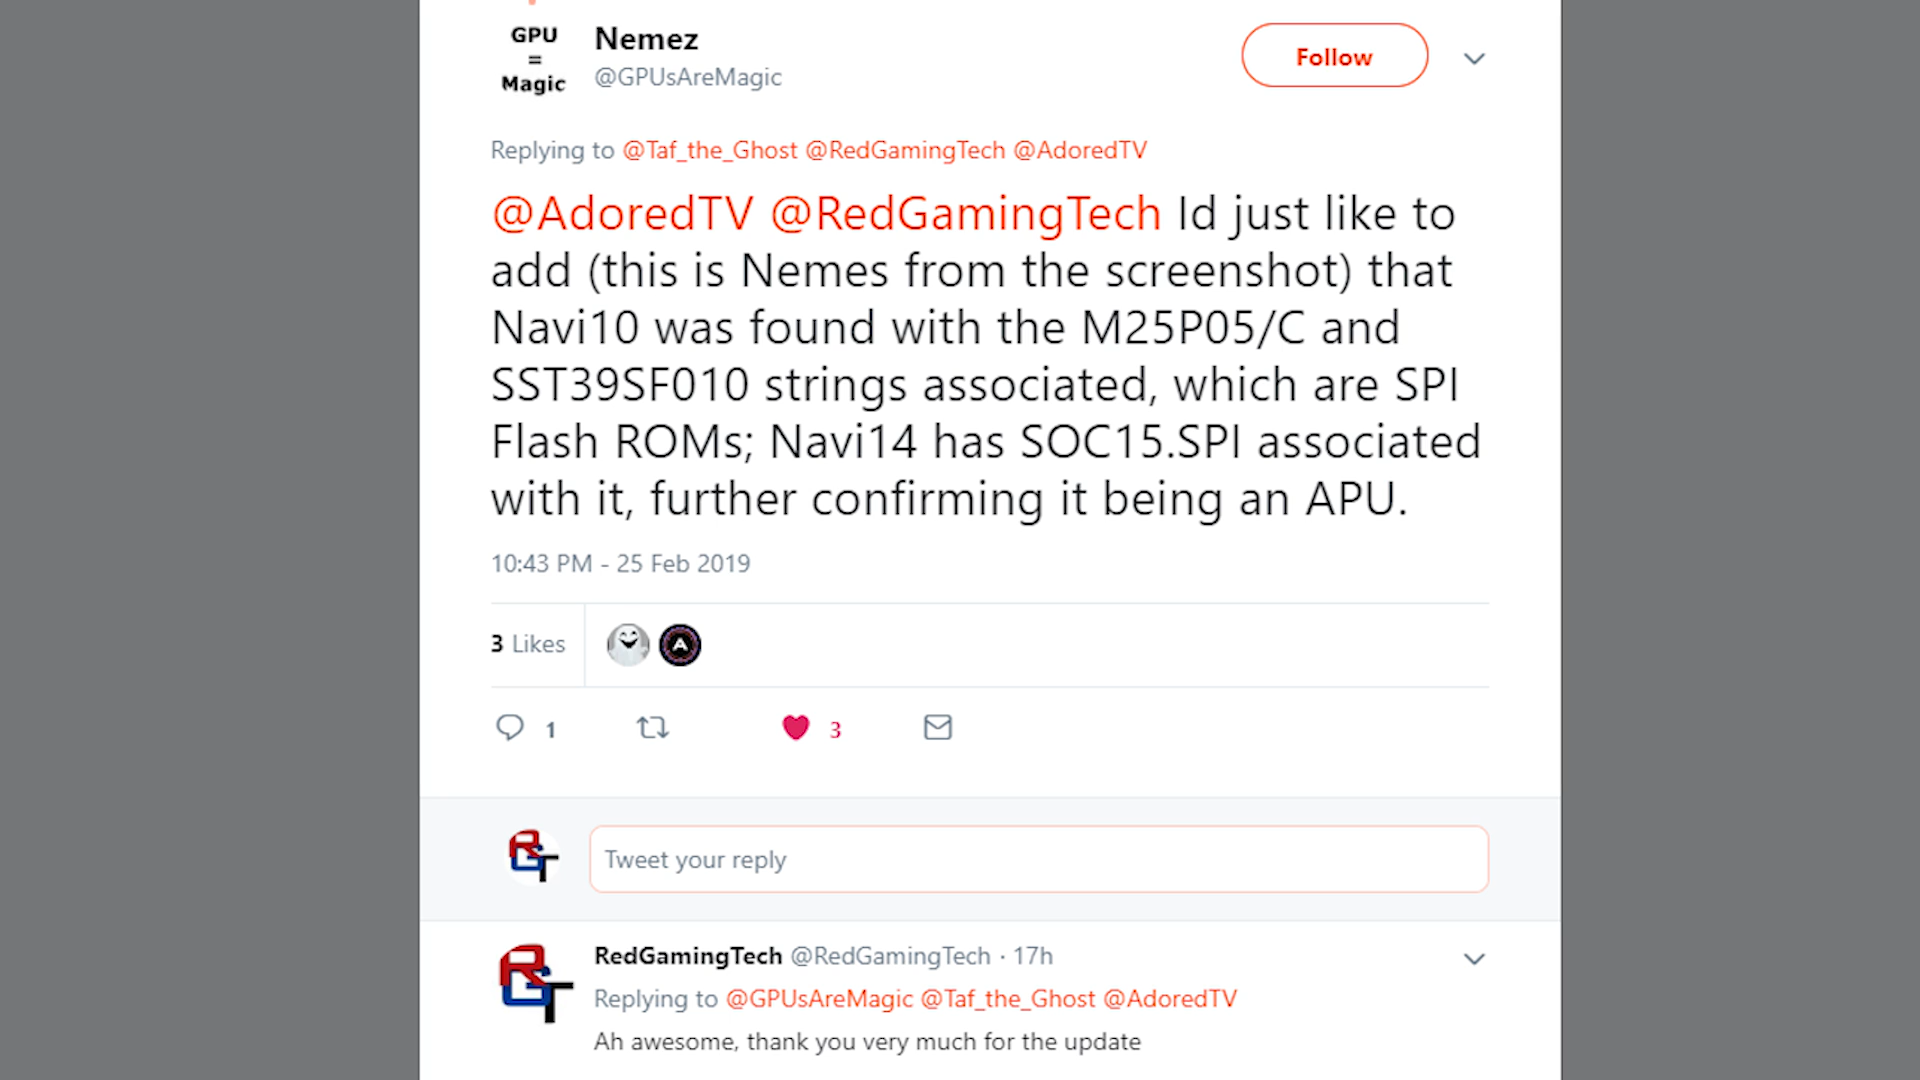 GPU
=
Magic
Nemez
@GPUsAreMagic
Follow
Replying to @Taf_the_Ghost @RedGamingTech @AdoredTV
@AdoredTV @RedGamingTech Id just like to
add (this is Nemes from the screenshot) that
Navi10 was found with the M25P05/C and
SST39SF010 strings associated, which are SPI
Flash ROMs; Navi14 has SOC15.SPI associated
with it, further confirming it being an APU.
10:43 PM - 25 Feb 2019
3 Likes
A
1
3
RGT
Tweet your reply
RGT
RedGamingTech @RedGamingTech · 17h
Replying to @GPUsAreMagic @Taf_the_Ghost @AdoredTV
Ah awesome, thank you very much for the update